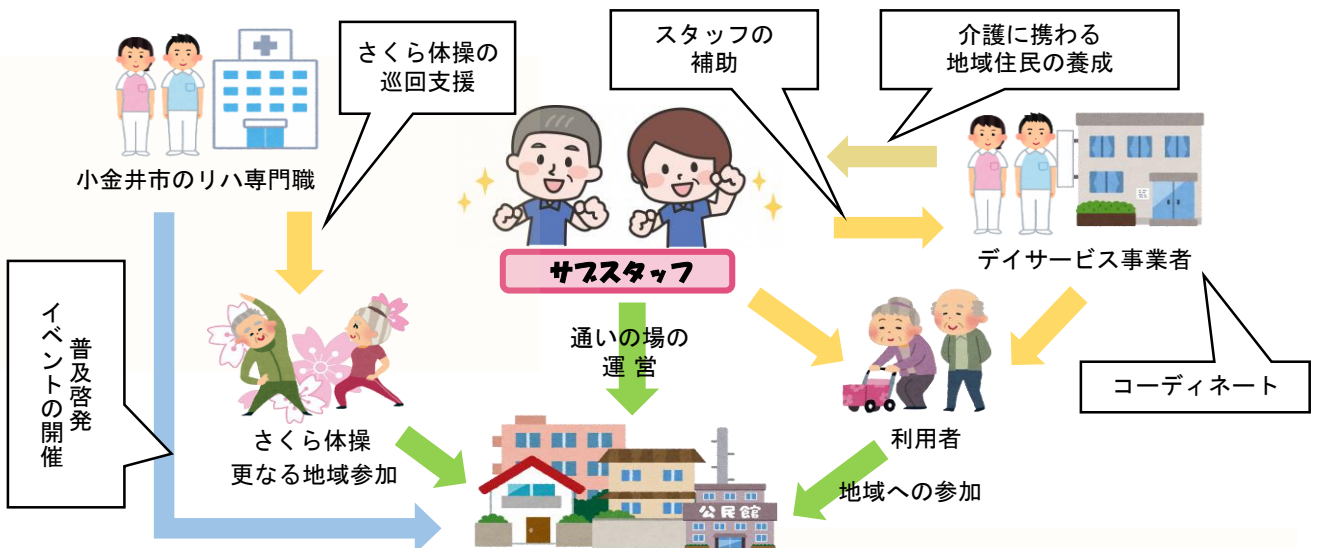 さくら体操の
巡回支援
スタッフの
補助
介護に携わる
地域住民の養成
小金井市のリハ専門職
サブスタッフ
デイサービス事業者
普及啓発
イベントの開催
通いの場の
運 営
コーディネート
さくら体操
更なる地域参加
利用者
地域への参加
公民館